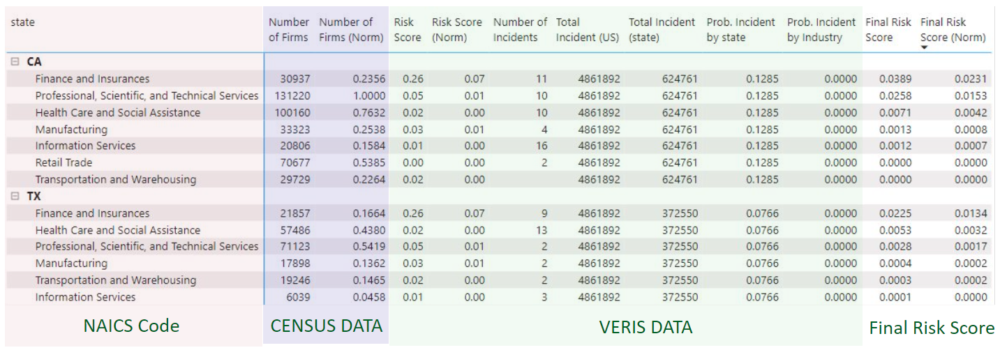 state Number of Firms Number of Firms (Norm) Risk Score Risk Score (Norm) Number of Incidents Total Incident (US) Total Incident (state) Prob. Incident by state Prob. Incident by Industry Final Risk Score Final Risk Score (Norm)
CA
Finance and Insurances 30937 0.2356 0.26 0.07 11 4861892 624761 0.1285 0.0000 0.0389 0.0231
Professional, Scientific, and Technical Services 131220 1.0000 0.05 0.01 10 4861892 624761 0.1285 0.0000 0.0258 0.0153
Health Care and Social Assistance 100160 0.7632 0.02 0.00 10 4861892 624761 0.1285 0.0000 0.0071 0.0042
Manufacturing 33323 0.2538 0.03 0.01 4 4861892 624761 0.1285 0.0000 0.0013 0.0008
Information Services 20806 0.1584 0.01 0.00 16 4861892 624761 0.1285 0.0000 0.0012 0.0007
Retail Trade 70677 0.5385 0.00 0.00 2 4861892 624761 0.1285 0.0000 0.0000 0.0000
Transportation and Warehousing 29729 0.2264 0.02 0.00 4861892 624761 0.1285 0.0000 0.0000 0.0000
TX
Finance and Insurances 21857 0.1664 0.26 0.07 9 4861892 372550 0.0766 0.0000 0.0225 0.0134
Health Care and Social Assistance 57486 0.4380 0.02 0.00 13 4861892 372550 0.0766 0.0000 0.0053 0.0032
Professional, Scientific, and Technical Services 71123 0.5419 0.05 0.01 2 4861892 372550 0.0766 0.0000 0.0028 0.0017
Manufacturing 17898 0.1362 0.03 0.01 2 4861892 372550 0.0766 0.0000 0.0004 0.0002
Transportation and Warehousing 19246 0.1465 0.02 0.00 2 4861892 372550 0.0766 0.0000 0.0003 0.0002
Information Services 6039 0.0458 0.01 0.00 3 4861892 372550 0.0766 0.0000 0.0001 0.0000
NAICS Code CENSUS DATA VERIS DATA Final Risk Score